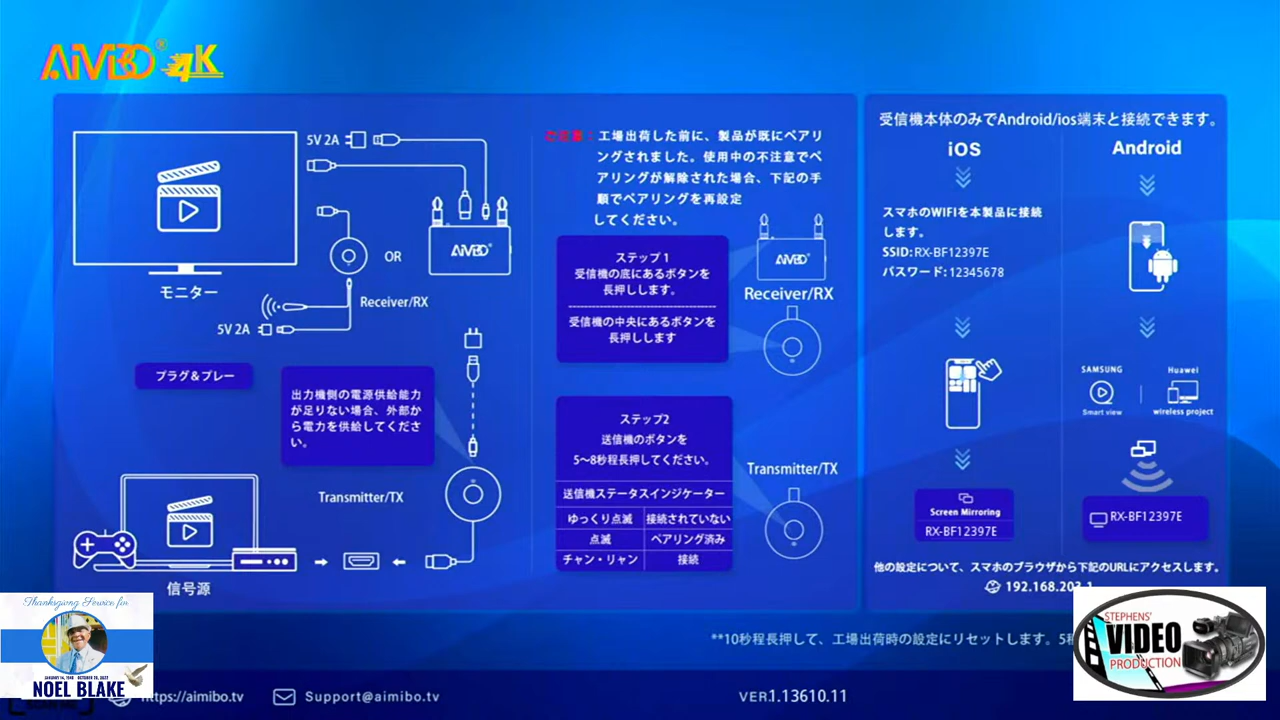 AiMiBO® 4K
5V 2A
OR
AiMiBO®
モニター
Receiver/RX
5V 2A
プラグ&プレー
出力機側の電源供給能力
が足りない場合、外部か
ら電力を供給してくださ
い。
Transmitter/TX
信号源
ご注意：工場出荷した前に、製品が既にペアリ
ングされました。使用中の不注意でペ
アリングが解除された場合、下記の手
順でペアリングを再設定
してください。
ステップ1
受信機の底にあるボタンを
長押しします。
受信機の中央にあるボタンを
長押しします
AiMiBO®
Receiver/RX
ステップ2
送信機のボタンを
5～8秒程長押してください。
送信機ステータスインジケーター
ゆっくり点滅 接続されていない
点滅 ペアリング済み
チャン・リャン 接続
Transmitter/TX
受信機本体のみでAndroid/ios端末と接続できます。
iOS
スマホのWIFIを本製品に接続
します。
SSID: RX-BF12397E
パスワード: 12345678
Screen Mirroring
RX-BF12397E
Android
SAMSUNG
Smart view
Huawei
wireless project
RX-BF12397E
他の設定について、スマホのブラウザから下記のURLにアクセスします。
192.168.203.1
**10秒程長押して、工場出荷時の設定にリセットします。5
https://aimibo.tv
Support@aimibo.tv
VER1.13610.11
Thanksgiving Service for
NOEL BLAKE
STEPHENS'
VIDEO
PRODUCTION